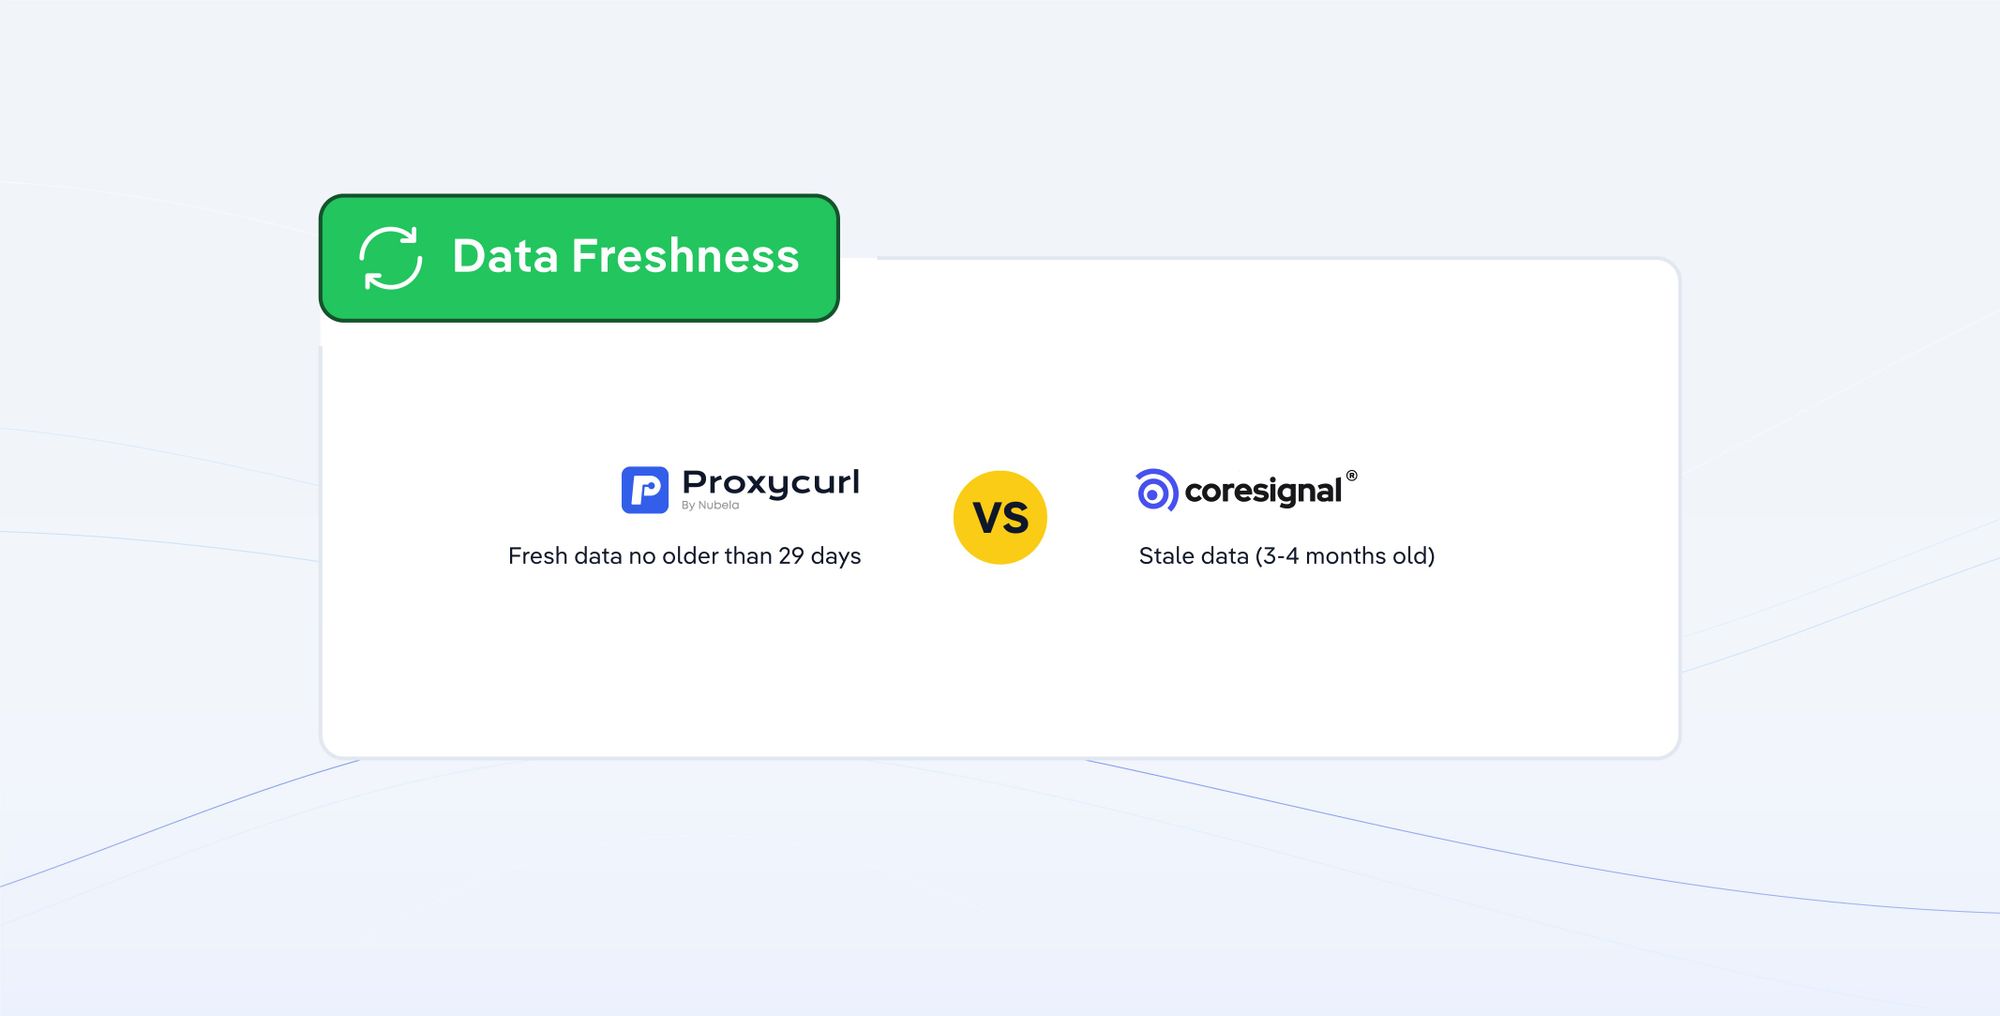 Data Freshness
Proxycurl
By Nubela
Fresh data no older than 29 days
VS
coresignal®
Stale data (3-4 months old)